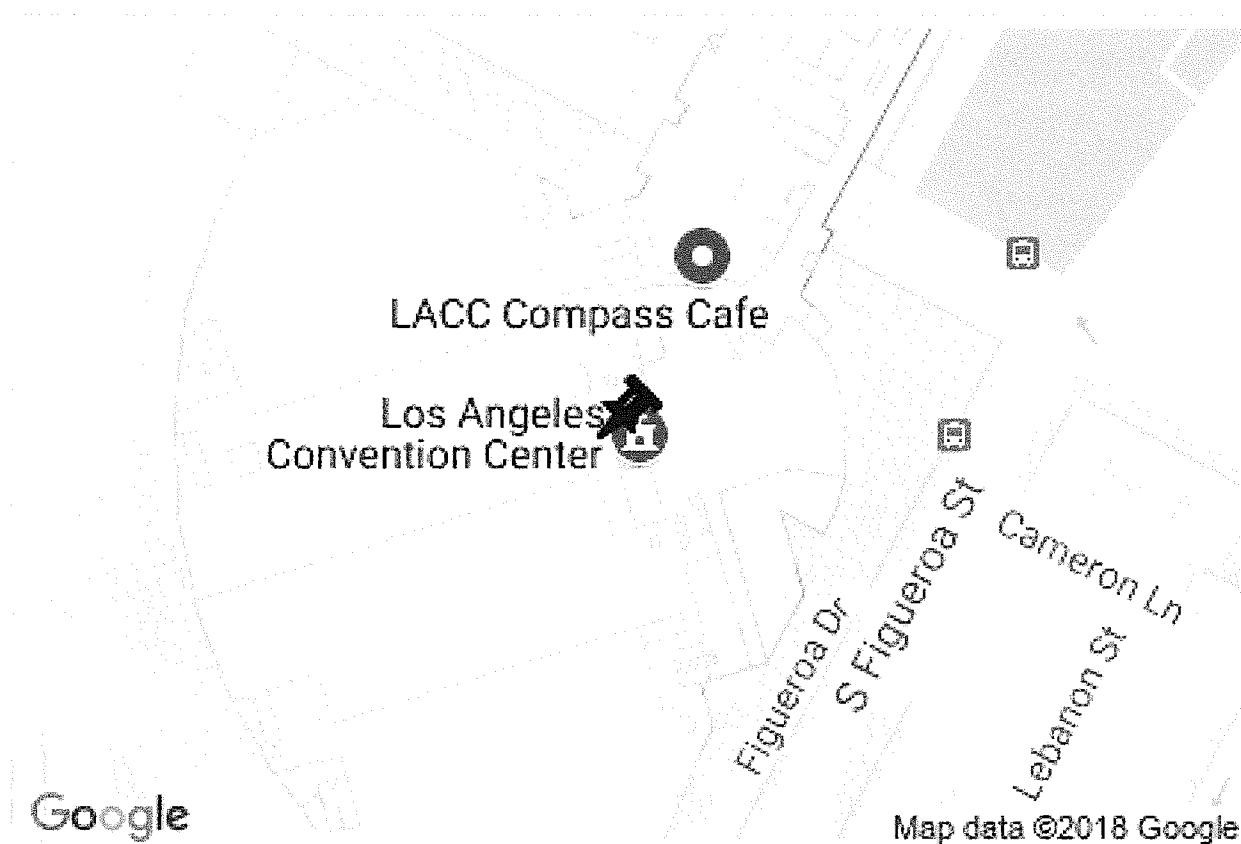 LACC Compass Cafe
Los Angeles
Convention Center
S Figueroa St
Cameron Ln
Figueroa Dr
Lebanon St
Google
Map data ©2018 Google